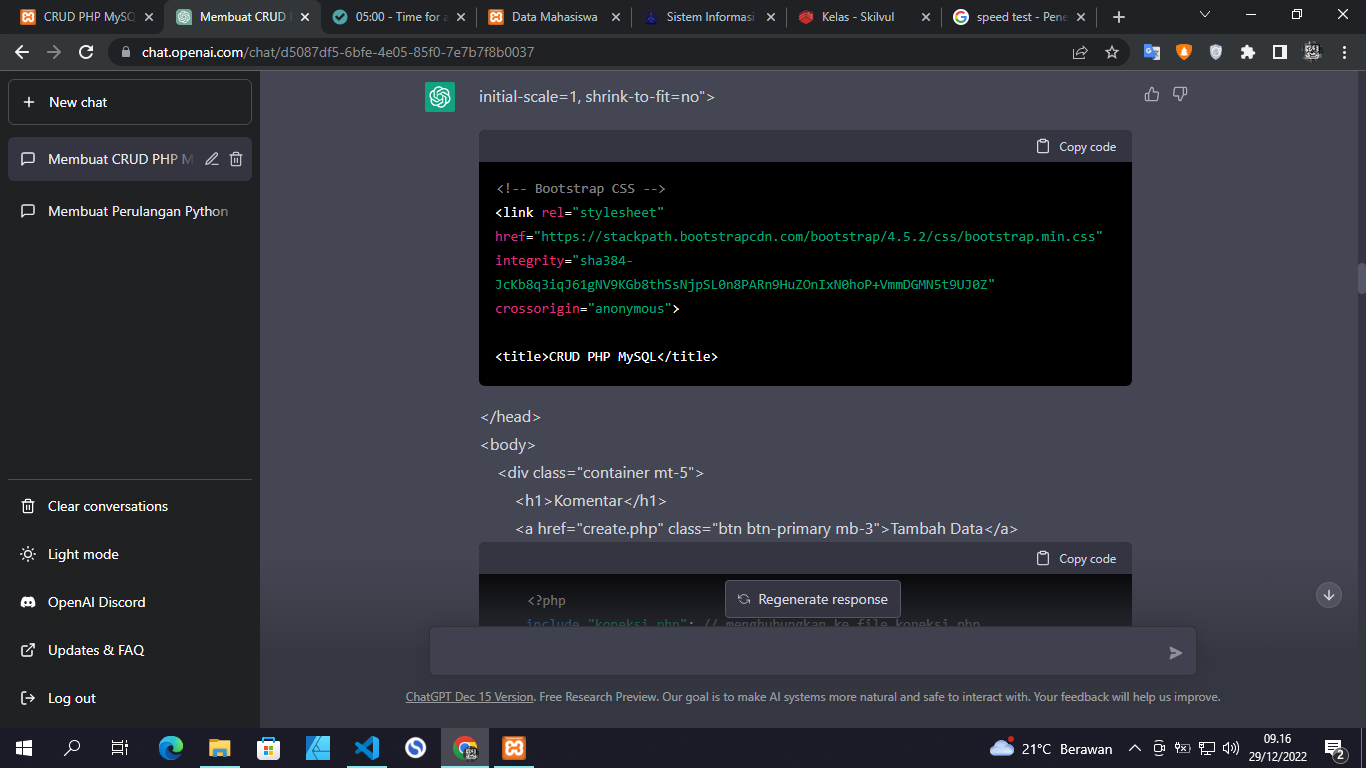 CRUD PHP MySQ
Membuat CRUD
05:00 - Time for a
Data Mahasiswa
Sistem Informasi
Kelas - Skilvul
speed test - Pene
chat.openai.com/chat/d5087df5-6bfe-4e05-85f0-7e7b7f8b0037
New chat
Membuat CRUD PHP M
Membuat Perulangan Python
Clear conversations
Light mode
OpenAI Discord
Updates & FAQ
Log out
initial-scale=1, shrink-to-fit=no">
Copy code
<!-- Bootstrap CSS -->
<link rel="stylesheet"
href="https://stackpath.bootstrapcdn.com/bootstrap/4.5.2/css/bootstrap.min.css"
integrity="sha384-
JcKb8q3iqJ61gNV9KGb8thSsNjpSL0n8PARn9HuZOnIxN0hoP+VmmDGMN5t9UJ0Z"
crossorigin="anonymous">
<title>CRUD PHP MySQL</title>
</head>
<body>
<div class="container mt-5">
<h1>Komentar</h1>
<a href="create.php" class="btn btn-primary mb-3">Tambah Data</a>
Copy code
<?php
include "koneksi.php"; // menghubungkan ke file koneksi.php
Regenerate response
ChatGPT Dec 15 Version. Free Research Preview. Our goal is to make AI systems more natural and safe to interact with. Your feedback will help us improve.
21°C Berawan
09.16
29/12/2022
2